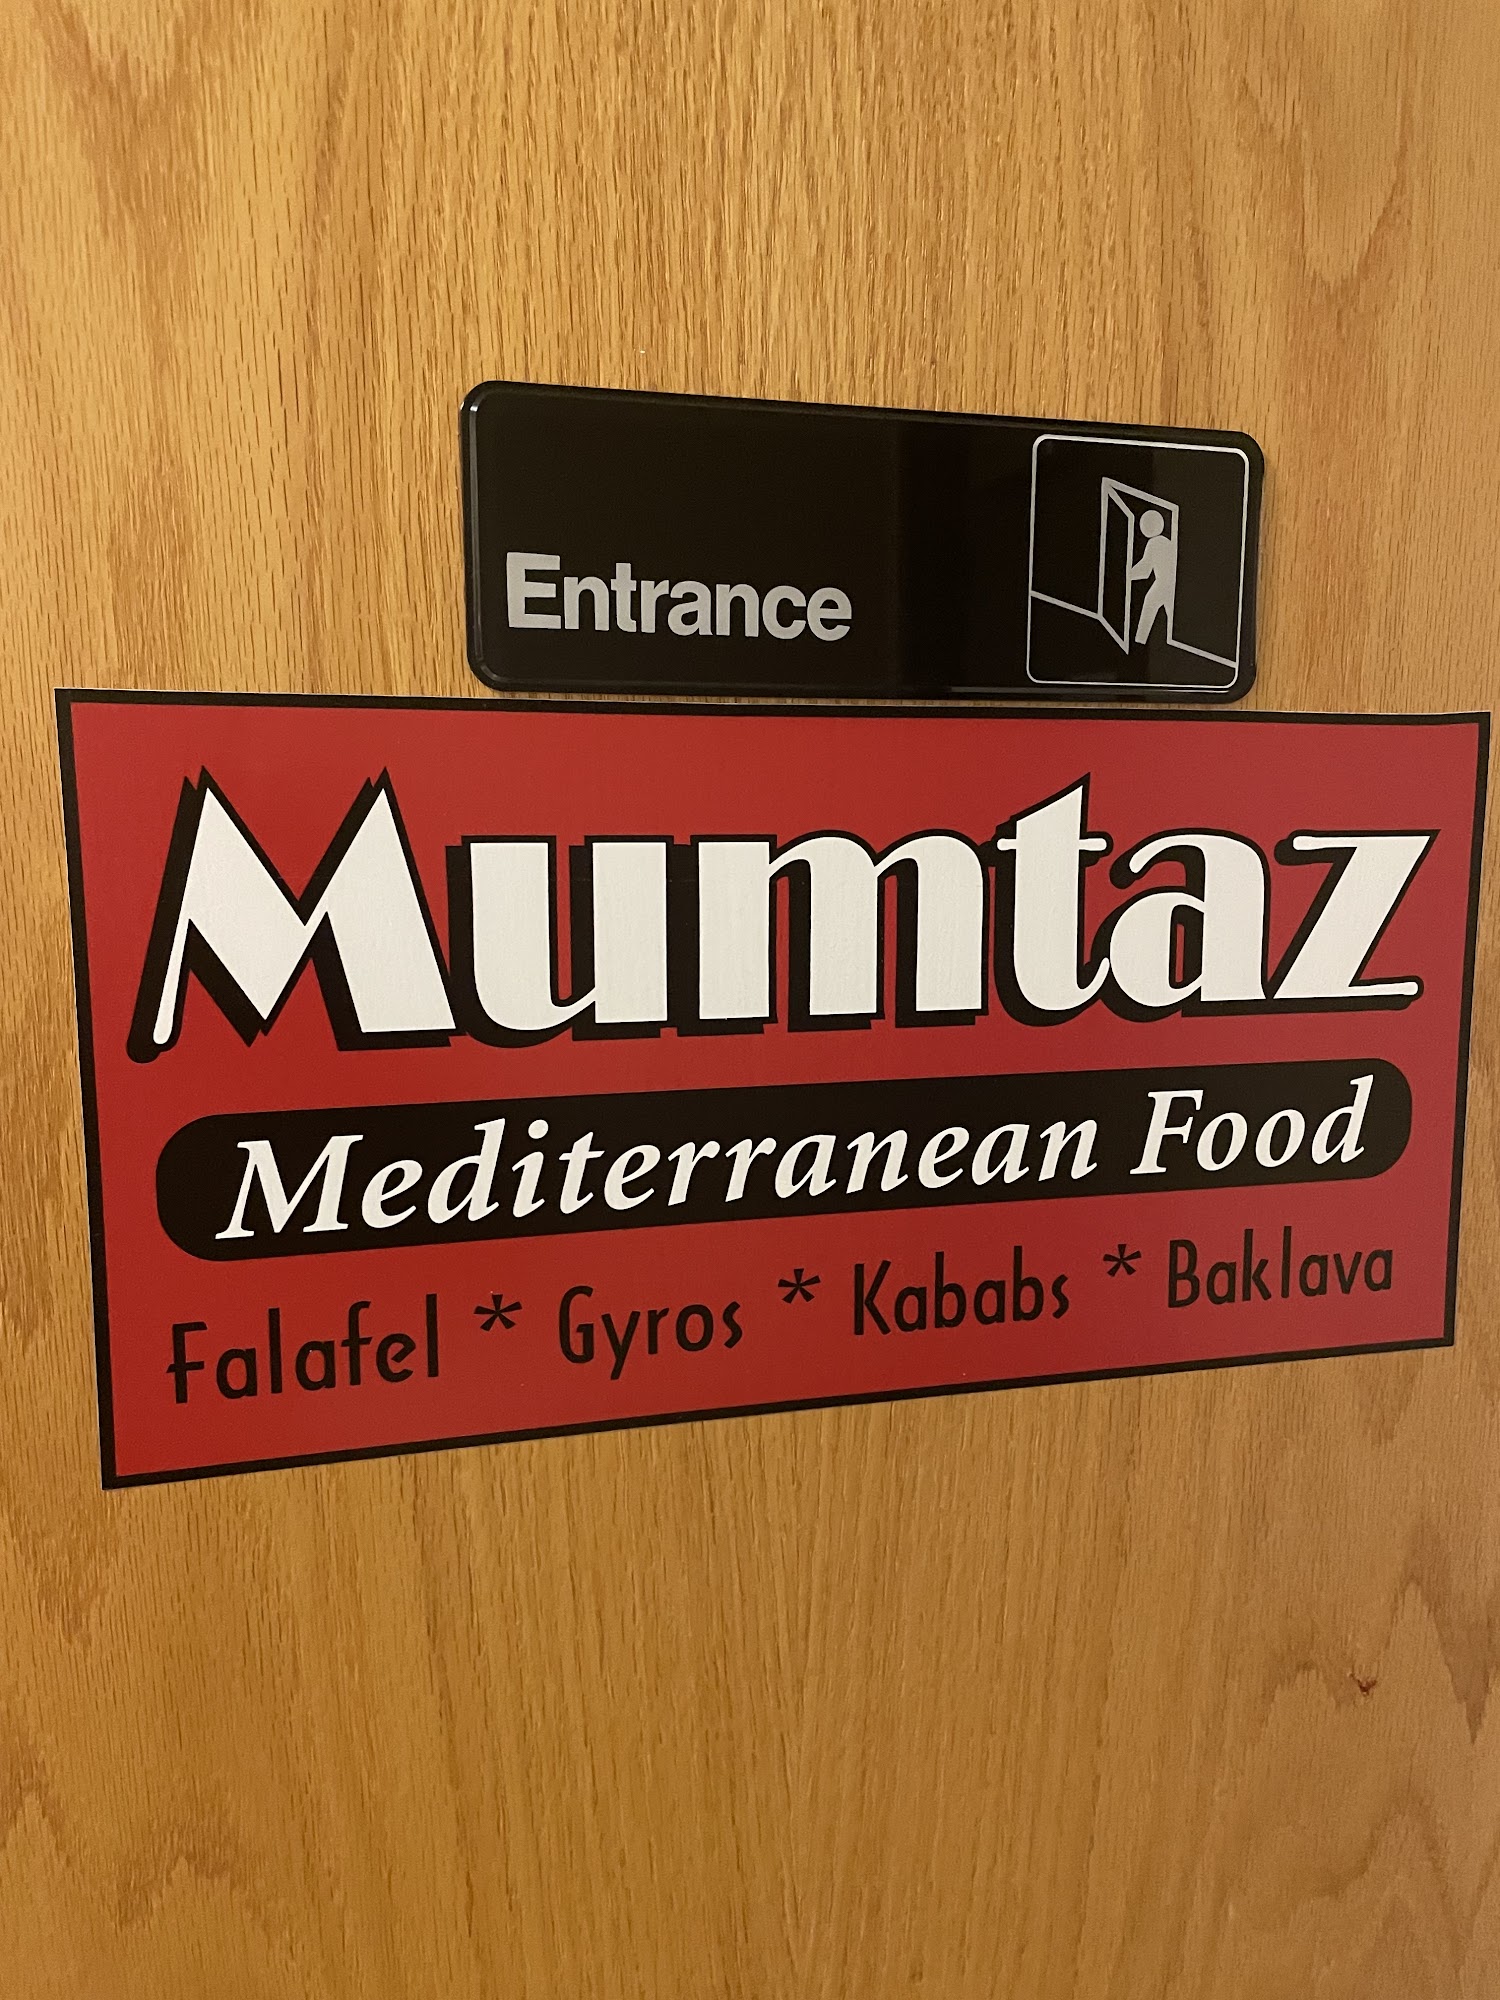 Entrance
Mumtaz
Mediterranean Food
Falafel * Gyros * Kababs * Baklava